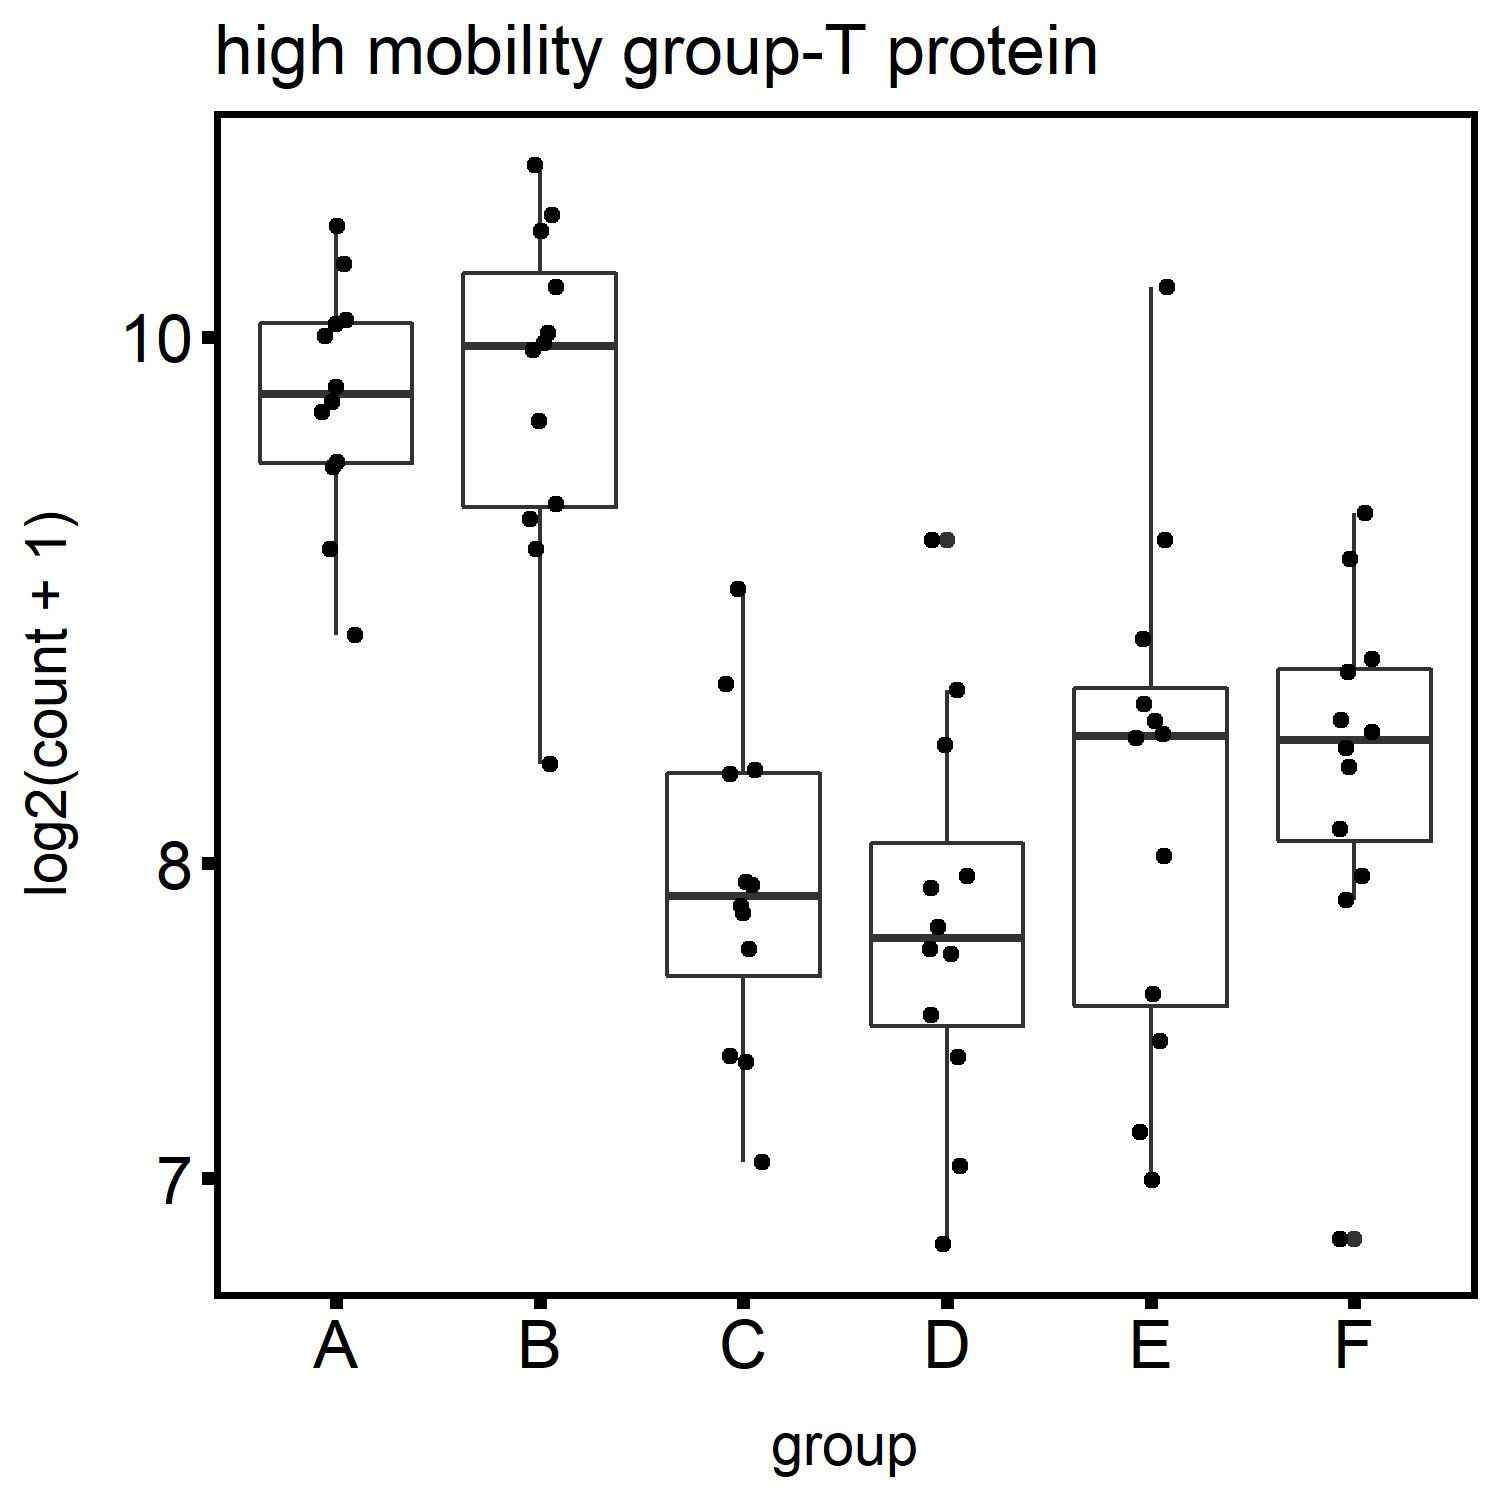 high mobility group-T protein
log2(count + 1)
10
8
7
A B C D E F
group